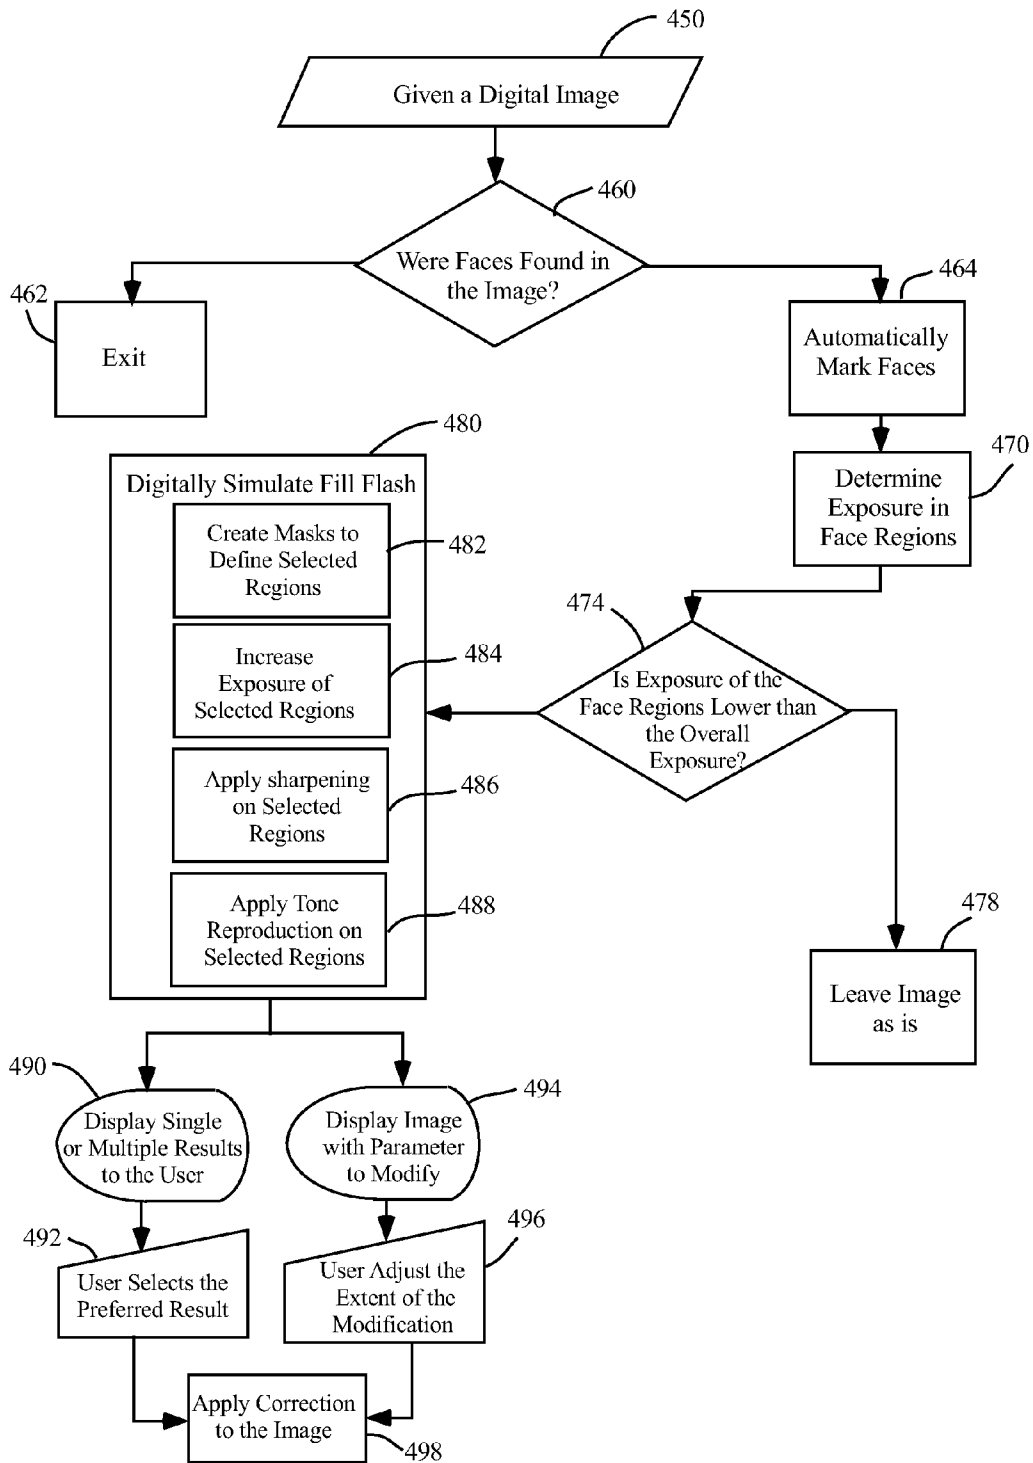 450
Given a Digital Image
460
Were Faces Found in
the Image?
462
Exit
464
Automatically
Mark Faces
470
Determine
Exposure in
Face Regions
474
Is Exposure of the
Face Regions Lower than
the Overall
Exposure?
478
Leave Image
as is
480
Digitally Simulate Fill Flash
Create Masks to
Define Selected
Regions
482
Increase
Exposure of
Selected Regions
484
Apply sharpening
on Selected
Regions
486
Apply Tone
Reproduction on
Selected Regions
488
490
Display Single
or Multiple Results
to the User
494
Display Image
with Parameter
to Modify
492
User Selects the
Preferred Result
496
User Adjust the
Extent of the
Modification
Apply Correction
to the Image
498